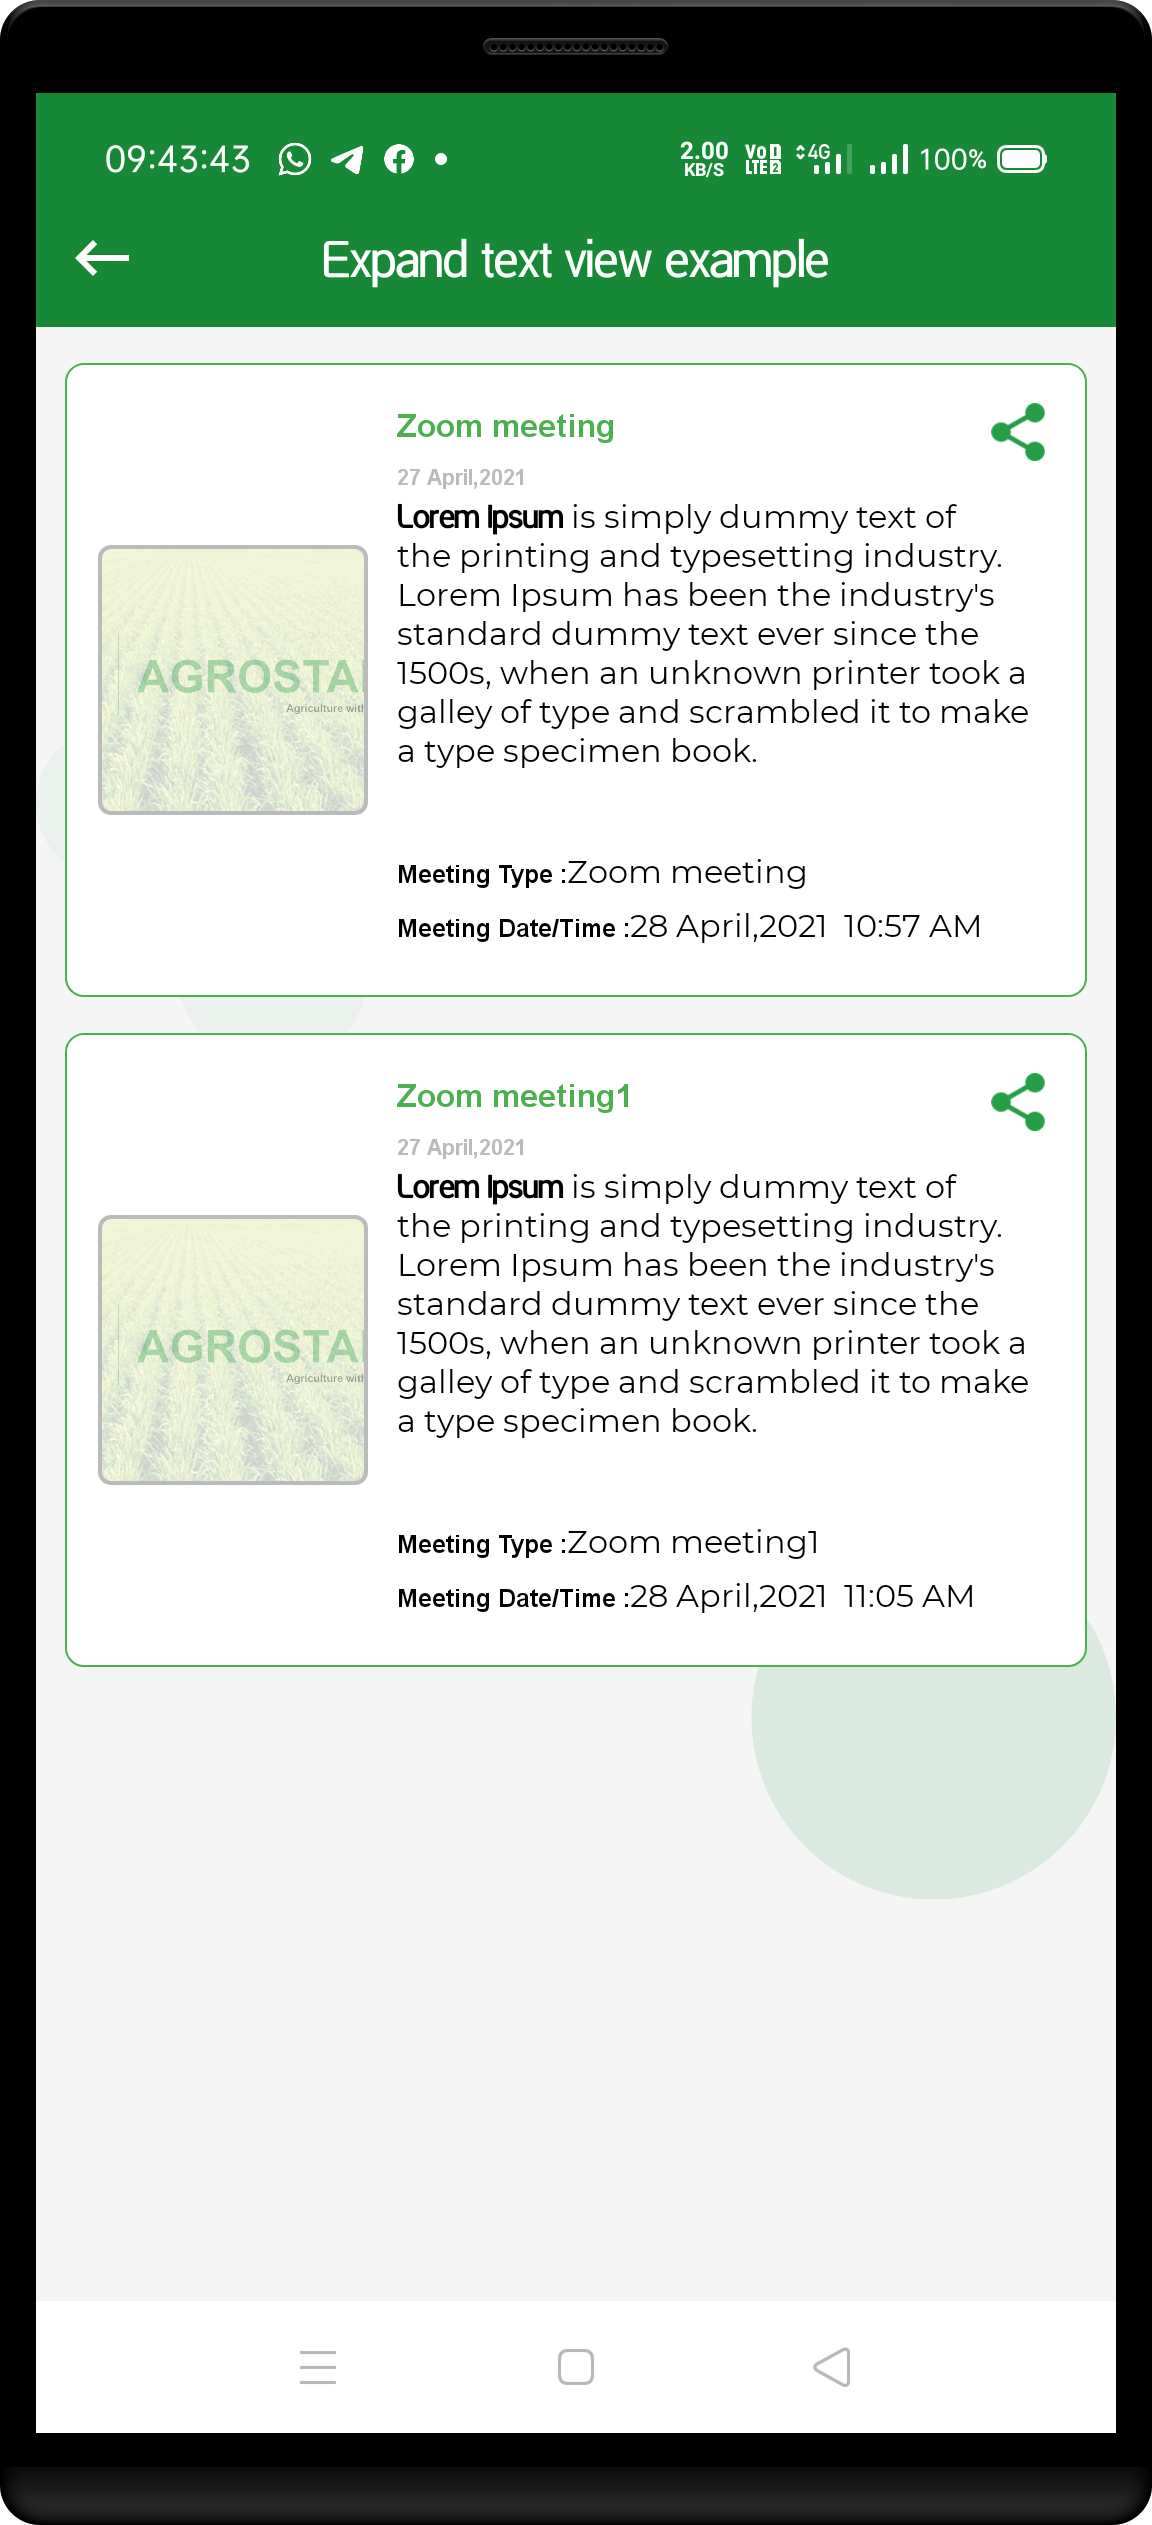 09:43:43 2.00 KB/S Vo 1 LTE 2 4G 100%
Expand text view example
Zoom meeting
27 April,2021
Lorem Ipsum is simply dummy text of
the printing and typesetting industry.
Lorem Ipsum has been the industry's
standard dummy text ever since the
1500s, when an unknown printer took a
galley of type and scrambled it to make
a type specimen book.
AGROSTA
Agriculture with
Meeting Type :Zoom meeting
Meeting Date/Time :28 April,2021 10:57 AM
Zoom meeting1
27 April,2021
Lorem Ipsum is simply dummy text of
the printing and typesetting industry.
Lorem Ipsum has been the industry's
standard dummy text ever since the
1500s, when an unknown printer took a
galley of type and scrambled it to make
a type specimen book.
AGROSTA
Agriculture with
Meeting Type :Zoom meeting1
Meeting Date/Time :28 April,2021 11:05 AM